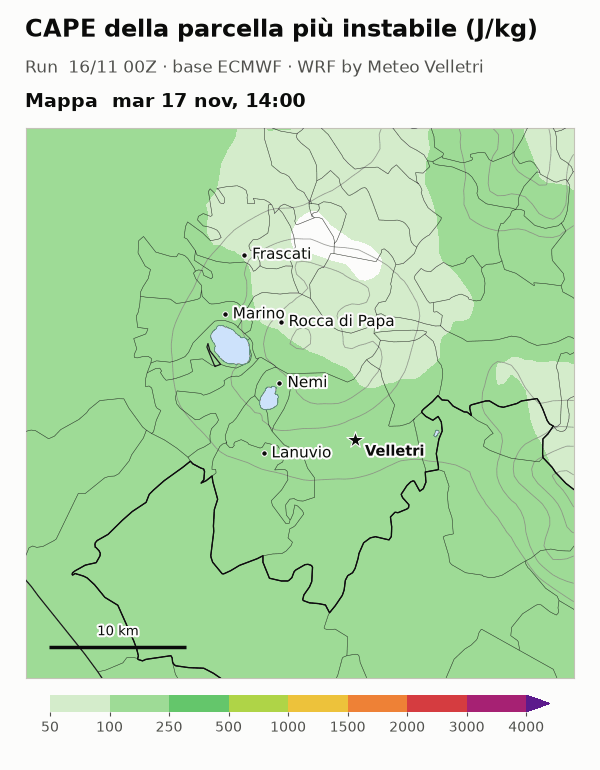 CAPE della parcella più instabile (J/kg)
Run  16/11 00Z · base ECMWF · WRF by Meteo Velletri
Mappa  mar 17 nov, 14:00
Frascati
Marino
Rocca di Papa
Nemi
Velletri
Lanuvio
10 km
50 100 250 500 1000 1500 2000 3000 4000